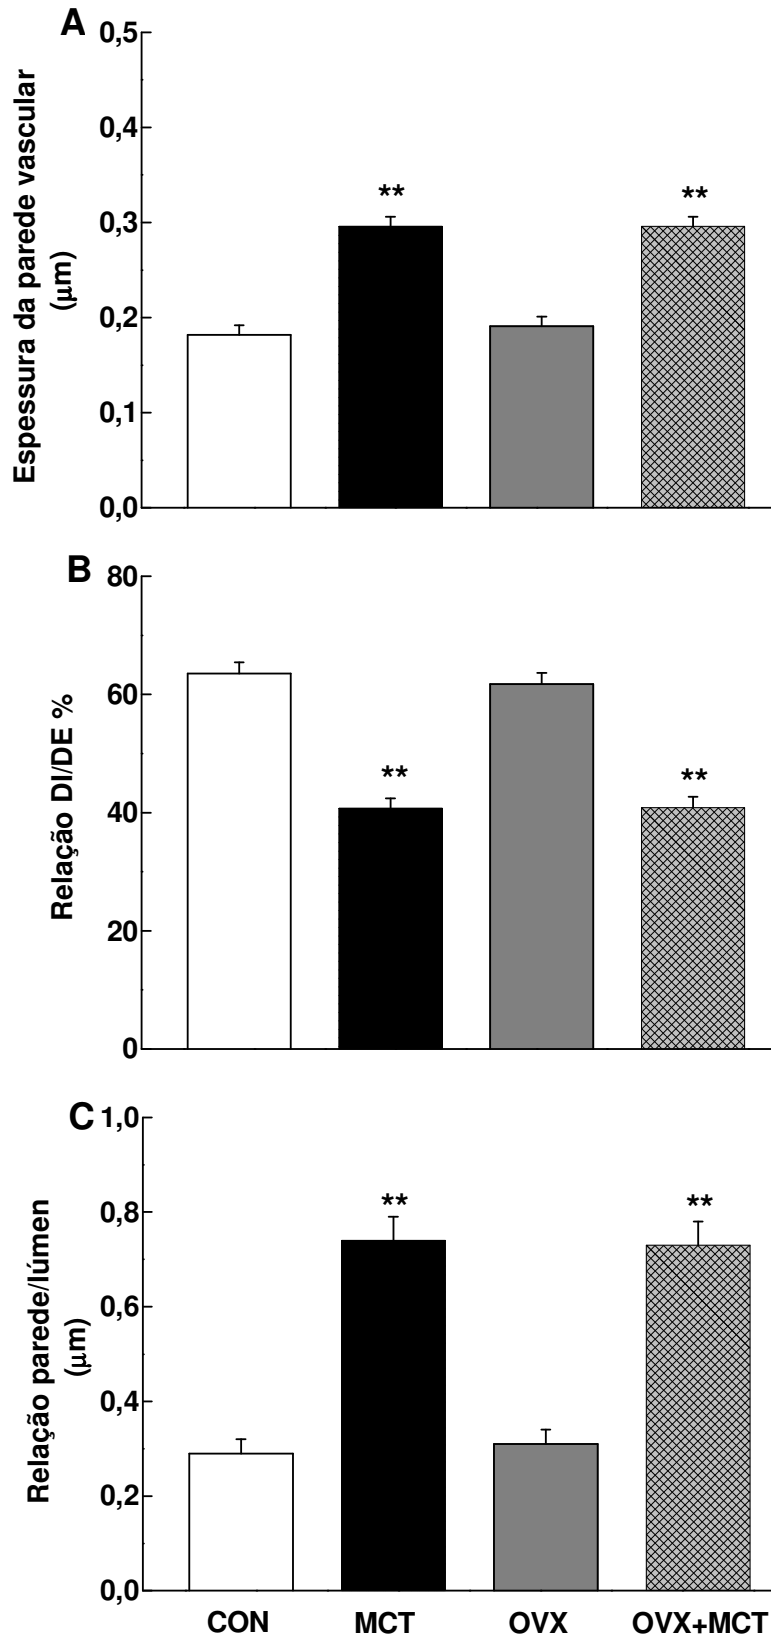 A
0,5
0,4
0,3
0,2
0,1
0,0
Espessura da parede vascular
(μm)
**
**
B
80
60
40
20
0
Relação DI/DE %
**
**
C
1,0
0,8
0,6
0,4
0,2
0,0
Relação parede/lúmen
(μm)
**
**
CON MCT OVX OVX+MCT